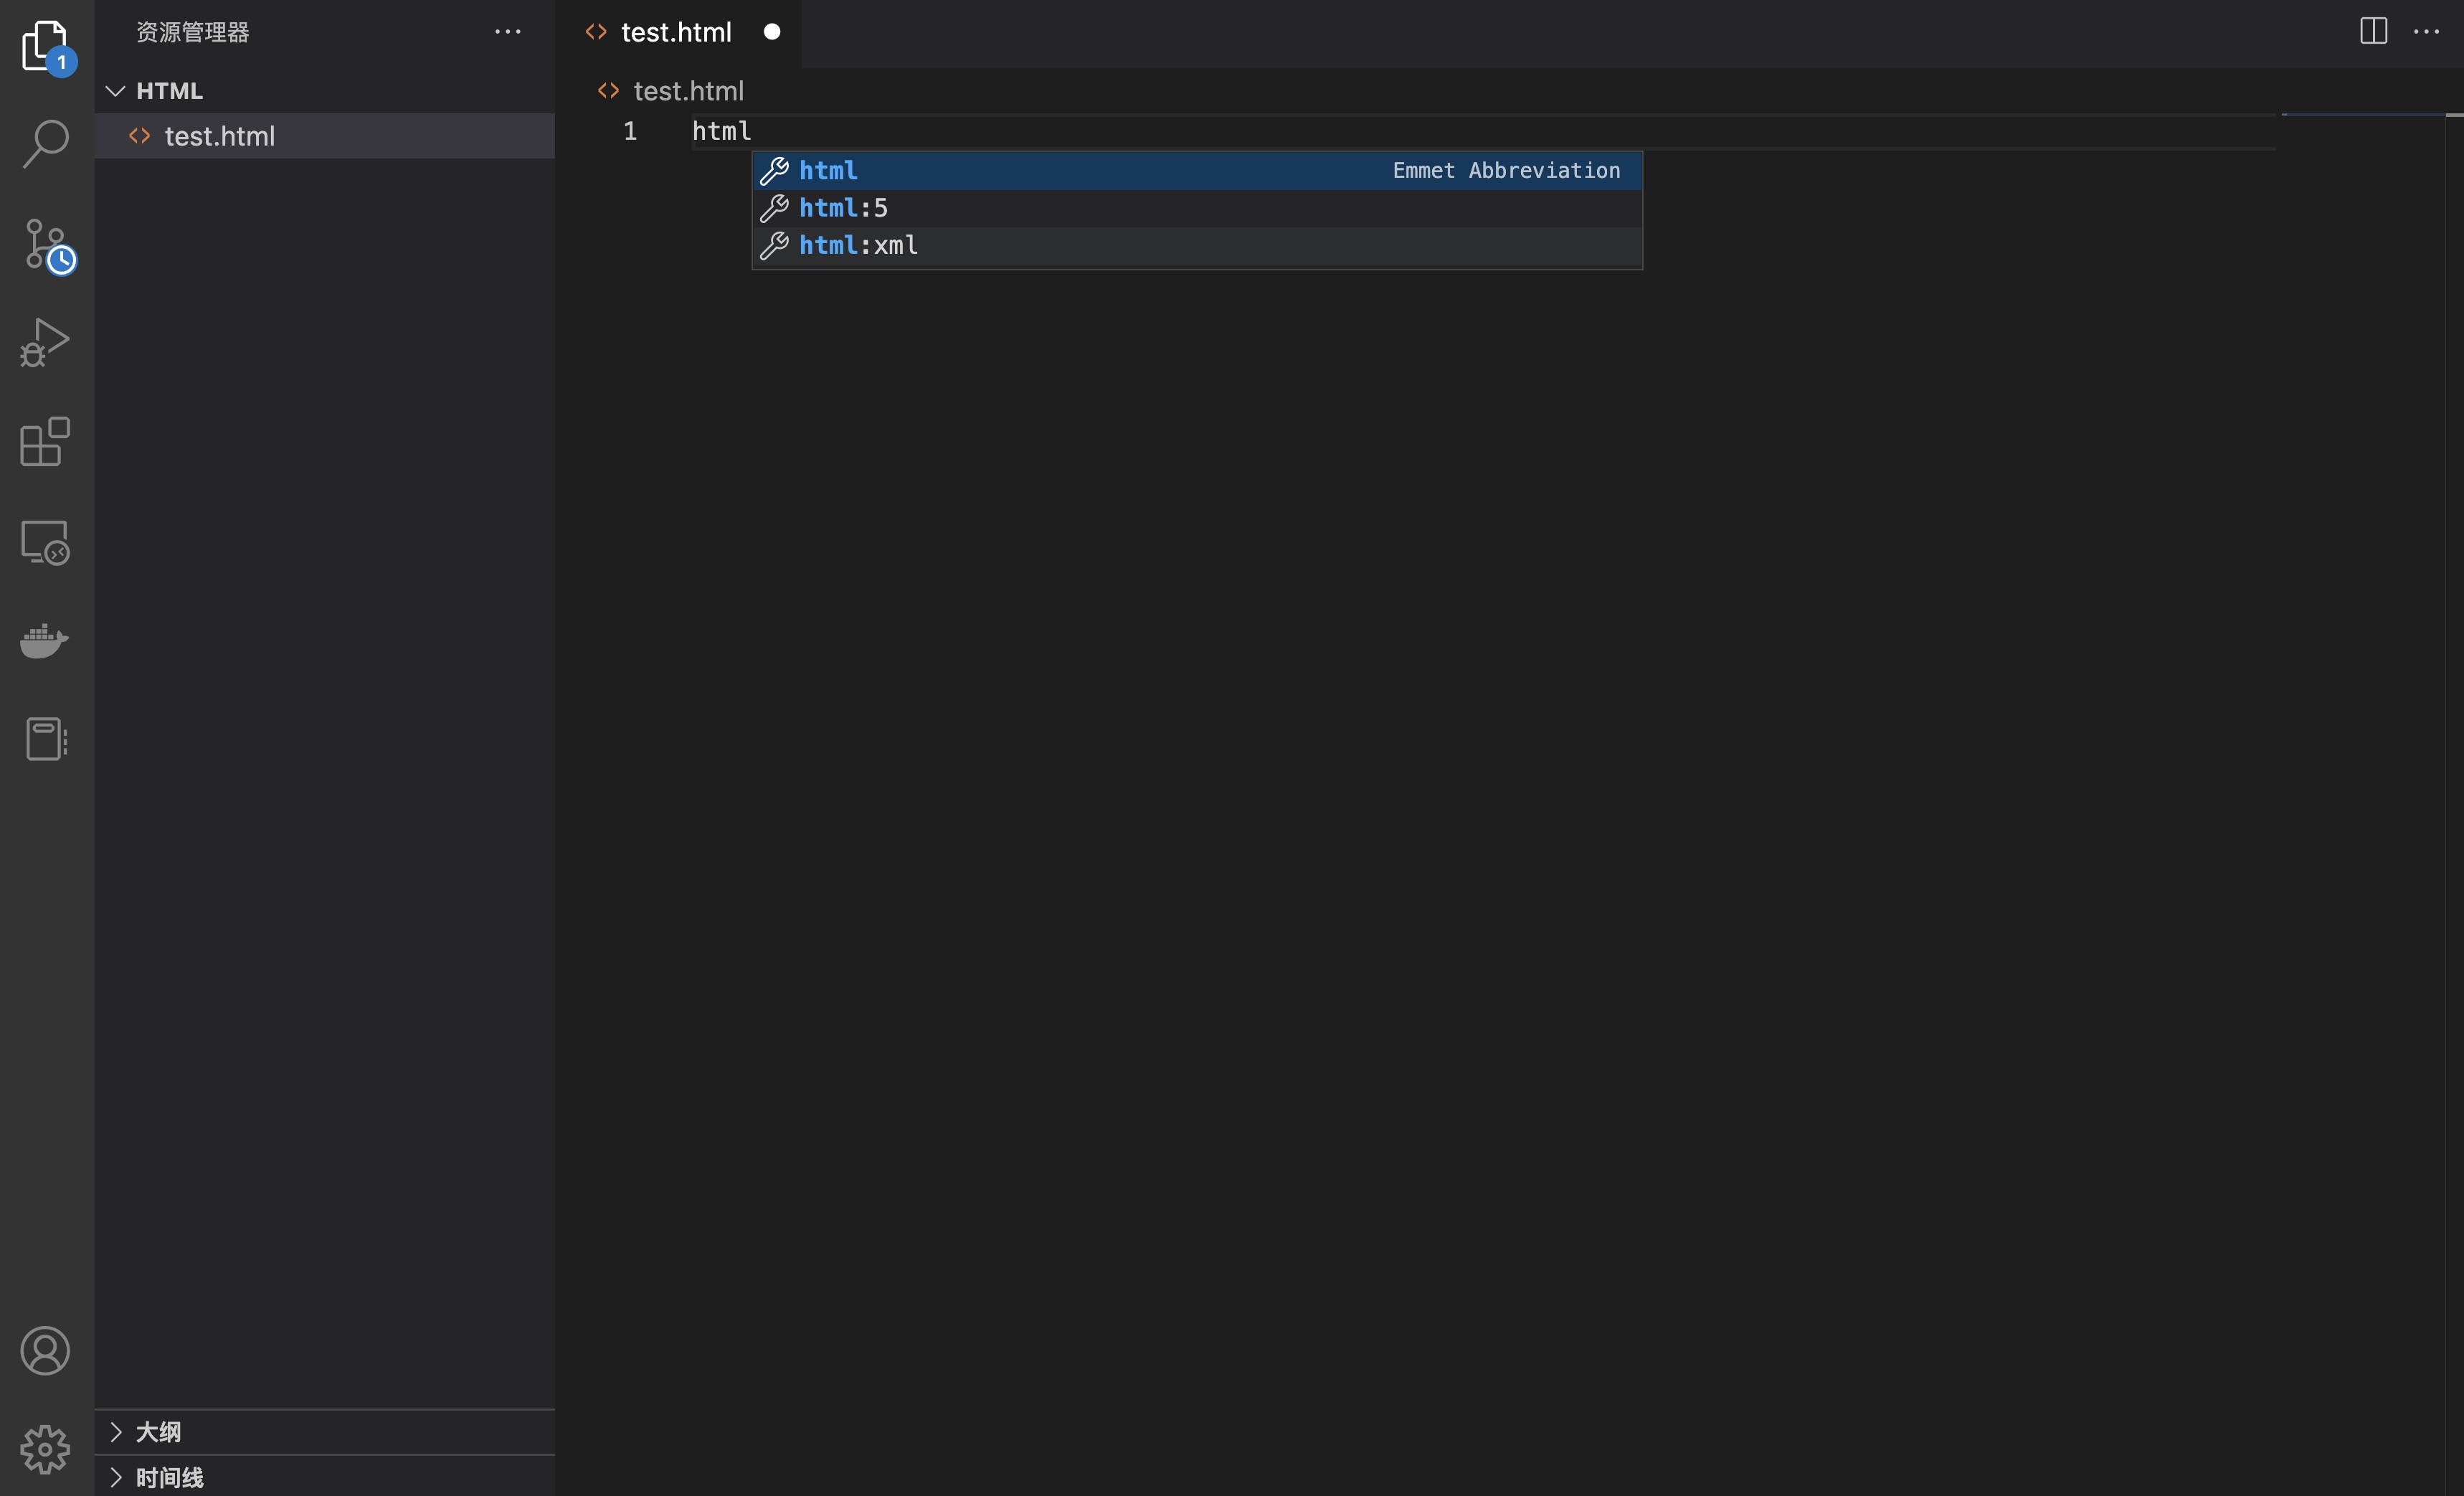 1
资源管理器
HTML
test.html
大纲
时间线
test.html
test.html
1 html
html Emmet Abbreviation
html:5
html:xml